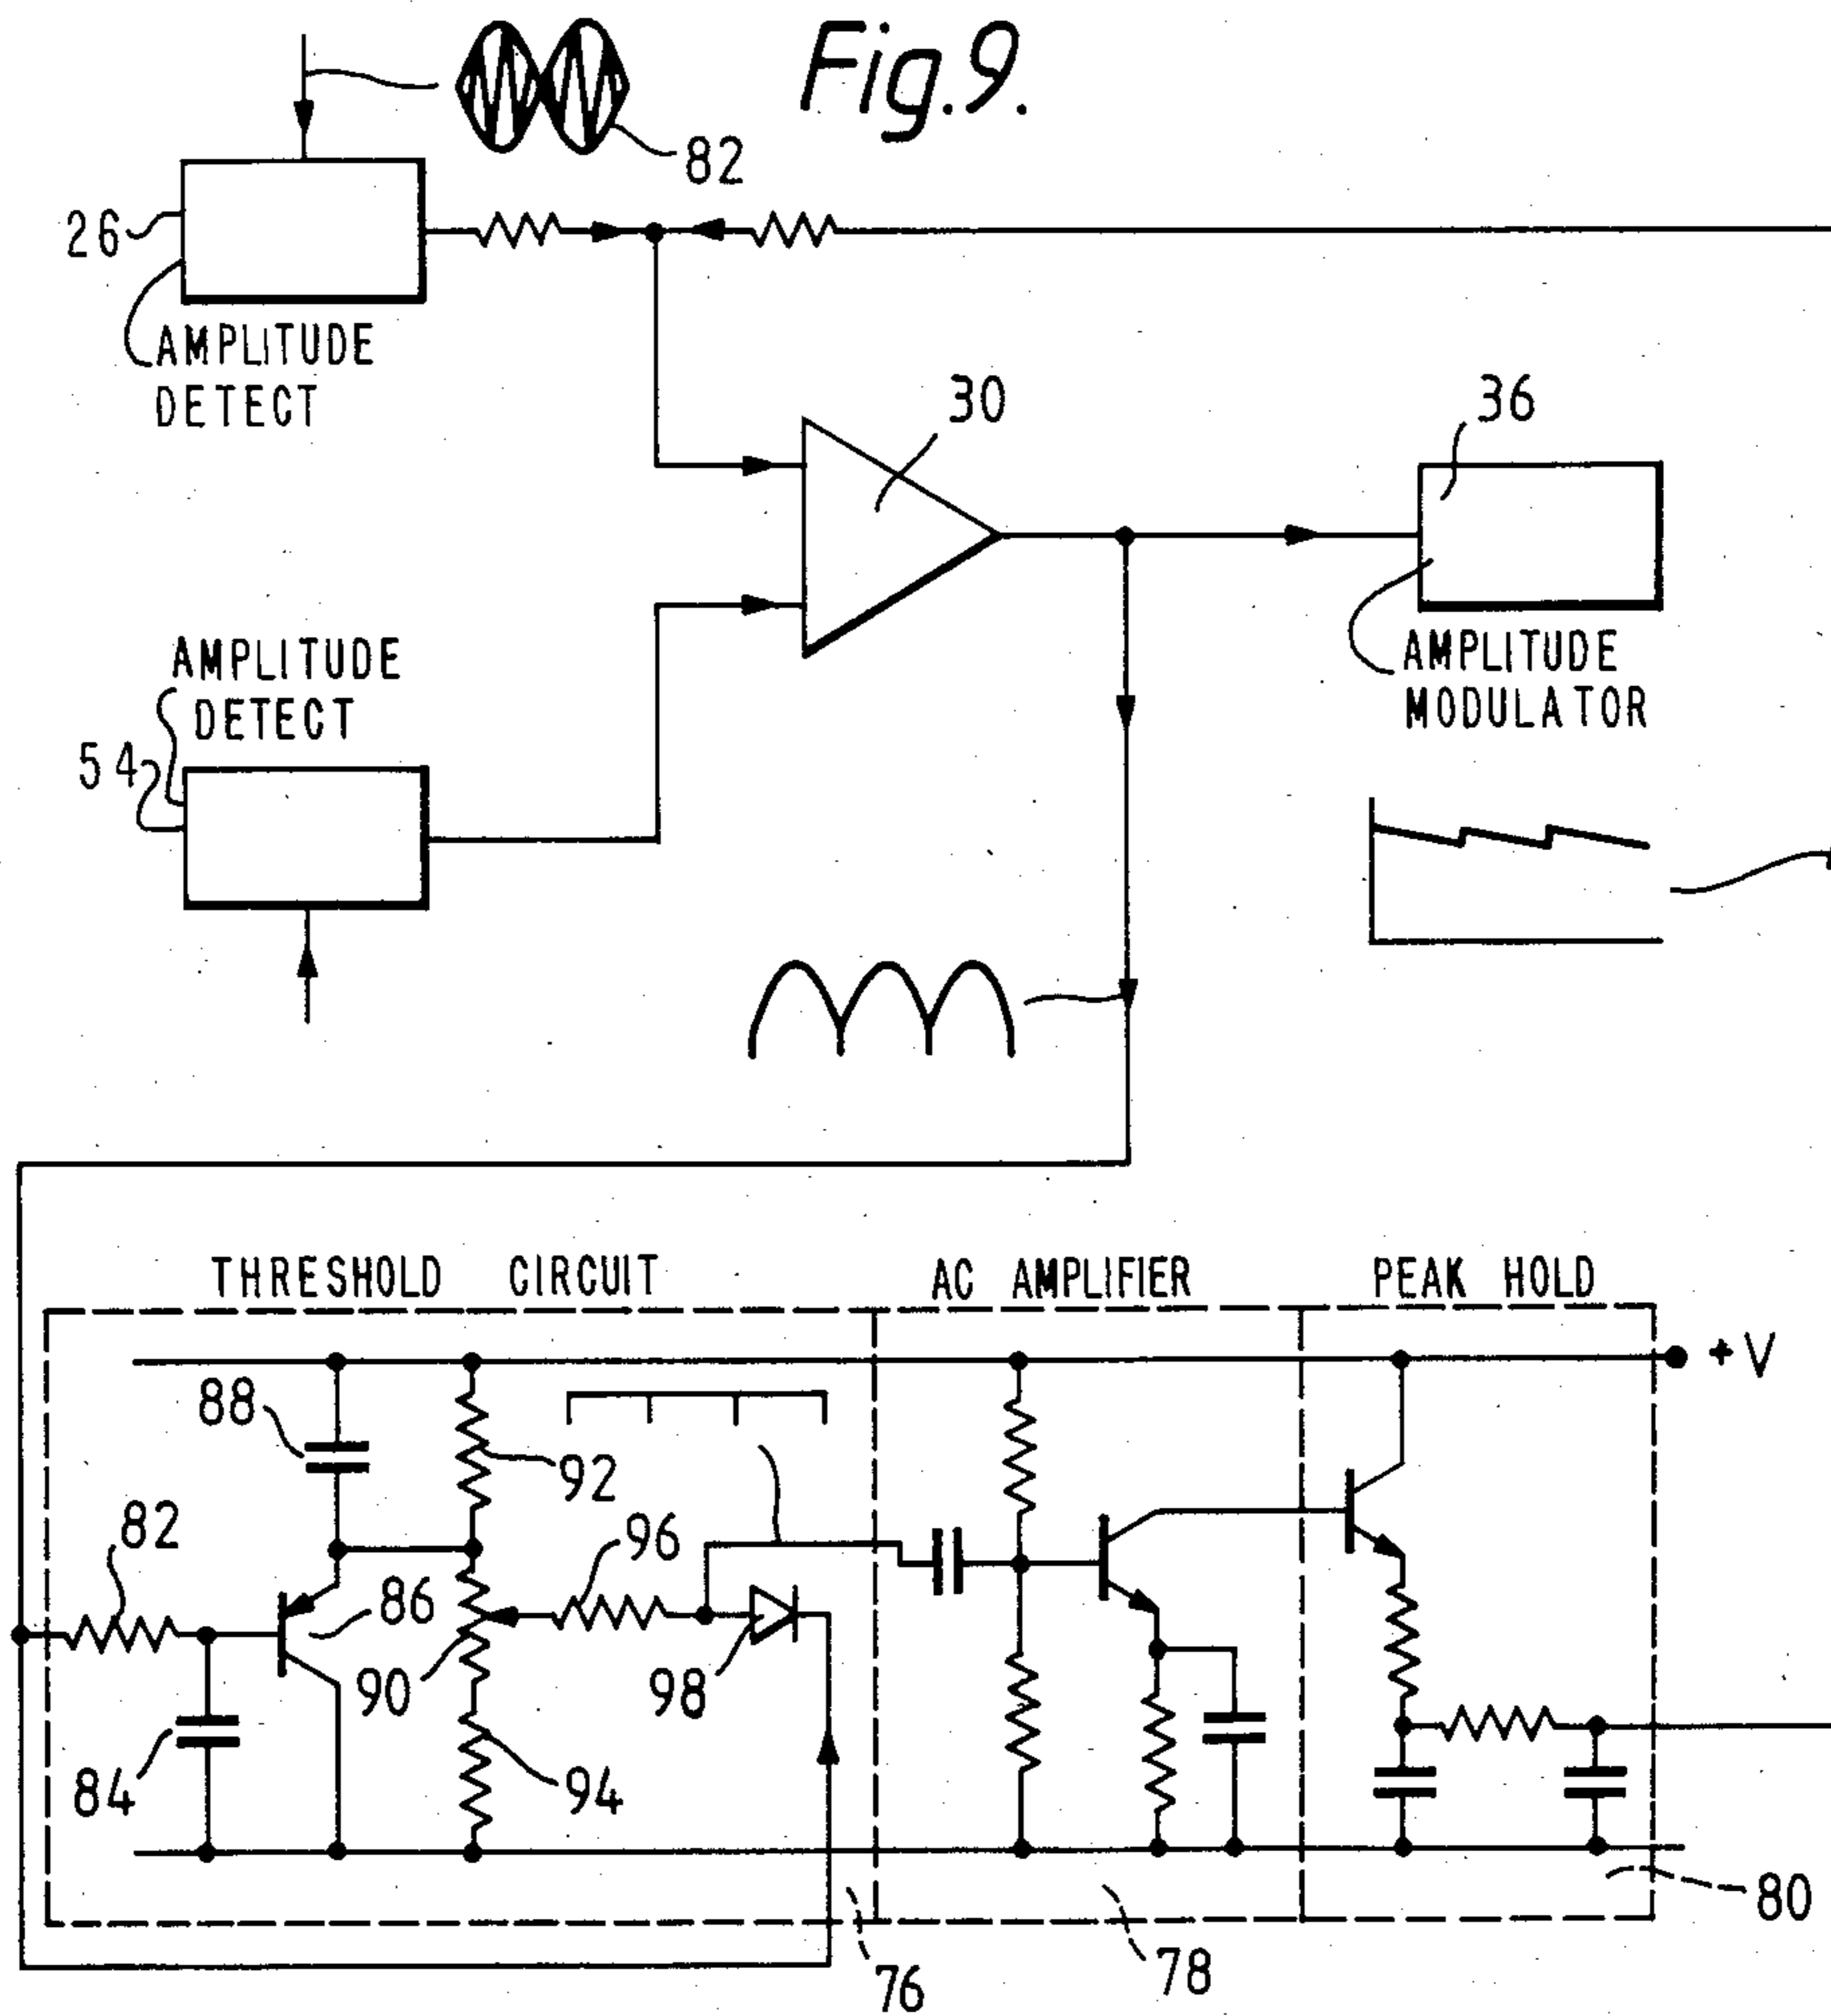 Fig.9.
82
26
AMPLITUDE
DETECT
30
36
AMPLITUDE
MODULATOR
AMPLITUDE
DETECT
54
THRESHOLD CIRCUIT
AC AMPLIFIER
PEAK HOLD
+V
88
92
82
96
86
90
98
84
94
80
78
76